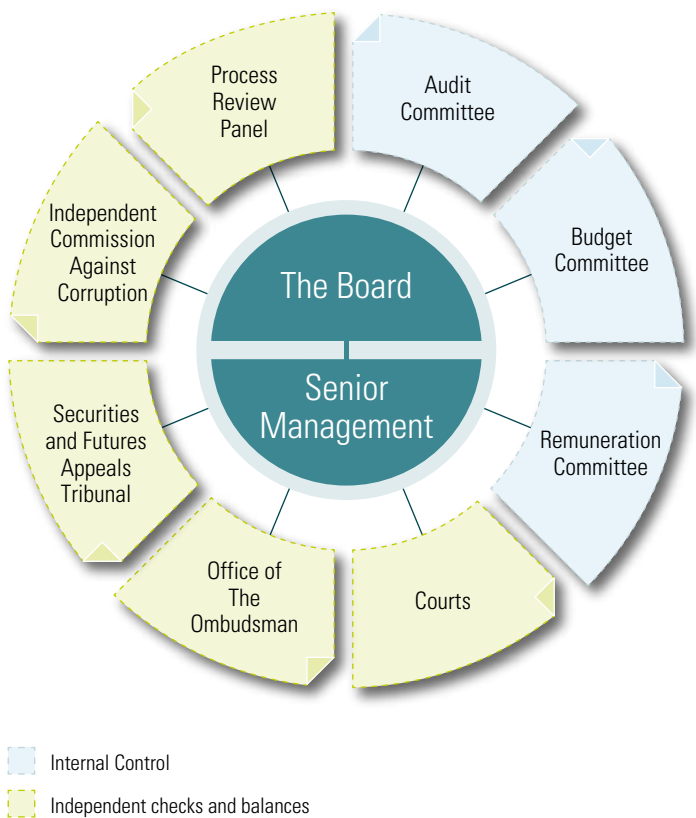 Process
Review
Panel
Audit
Committee
Independent
Commission
Against
Corruption
Budget
Committee
The Board
Senior
Management
Securities
and Futures
Appeals
Tribunal
Remuneration
Committee
Office of
The
Ombudsman
Courts
Internal Control
Independent checks and balances